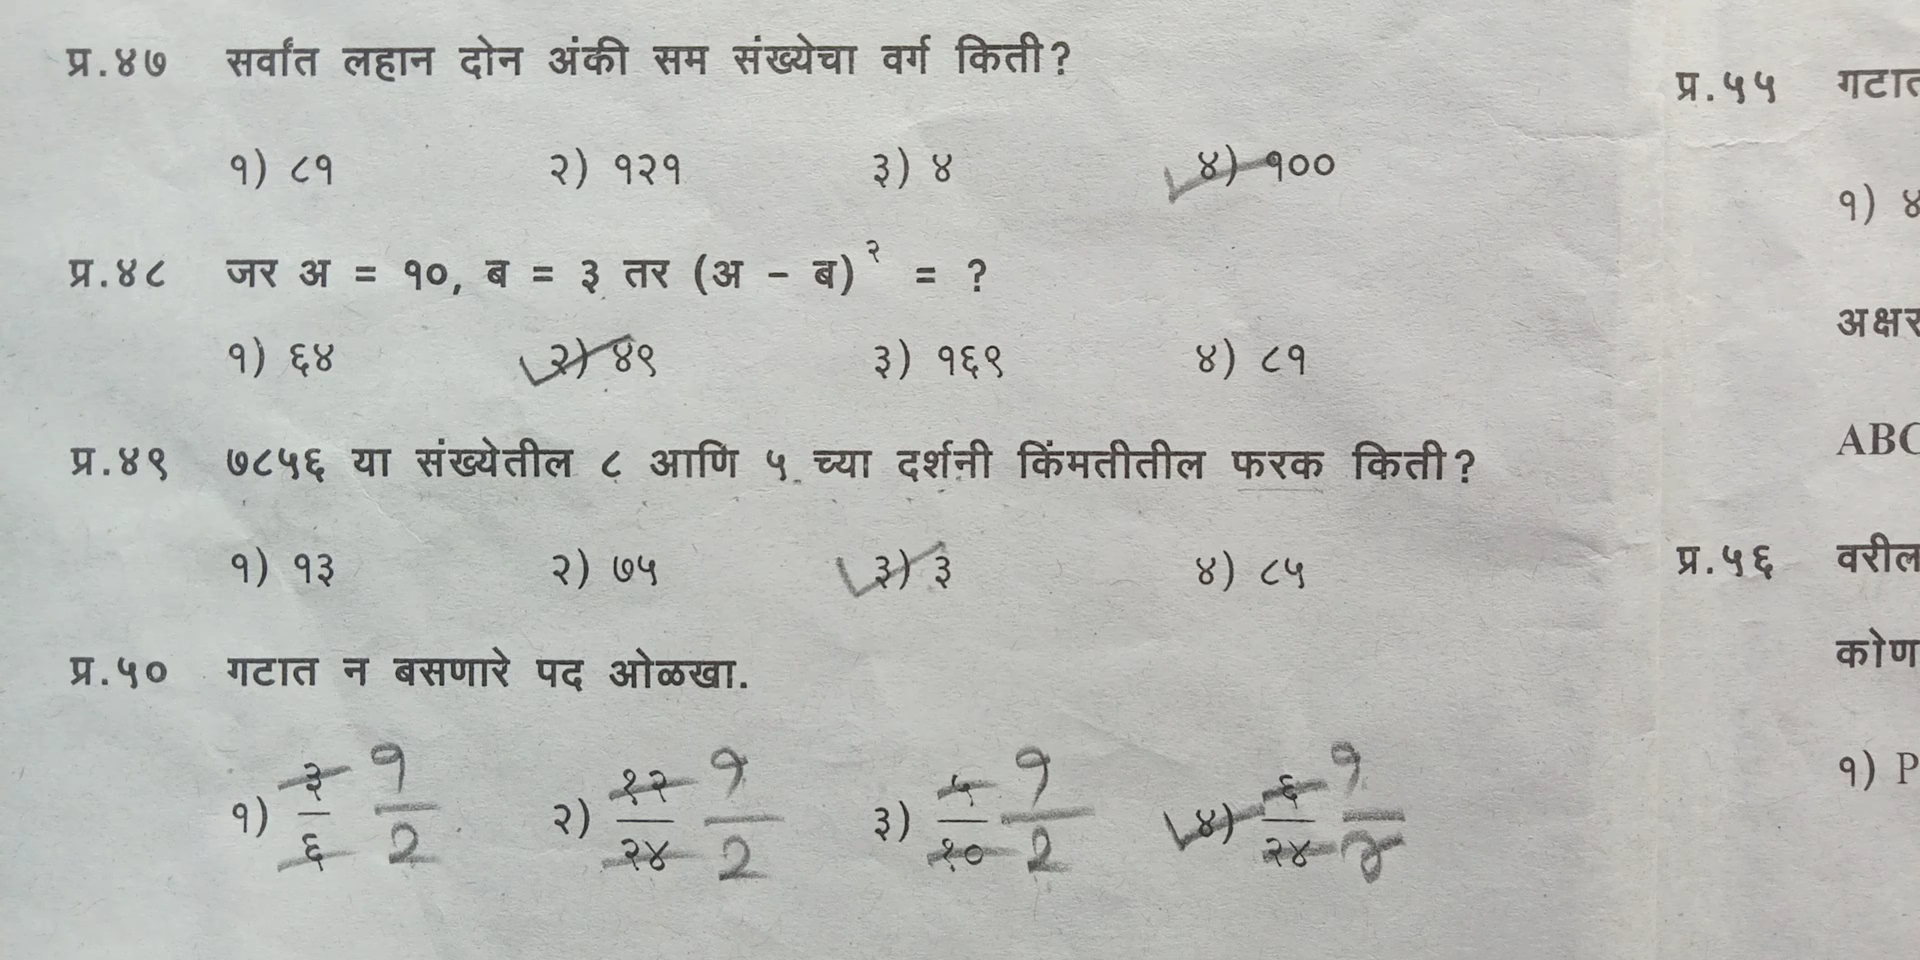 प्र.४७ सर्वांत लहान दोन अंकी सम संख्येचा वर्ग किती?
१) ८१ २) १२१ ३) ४ ४) १००
प्र.४८ जर अ = १०, ब = ३ तर (अ - ब)² = ?
१) ६४ २) ४९ ३) १६९ ४) ८१
प्र.४९ ७८५६ या संख्येतील ८ आणि ५ च्या दर्शनी किंमतीतील फरक किती?
१) १३ २) ७५ ३) ३ ४) ८५
प्र.५० गटात न बसणारे पद ओळखा.
१) ३/६ १/२ २) १२/२४ १/२ ३) ५/१० १/२ ४) ६/२४ १/४
प्र.५५ गटात
१) ४
अक्षर
ABC
प्र.५६ वरील
कोण
१) P